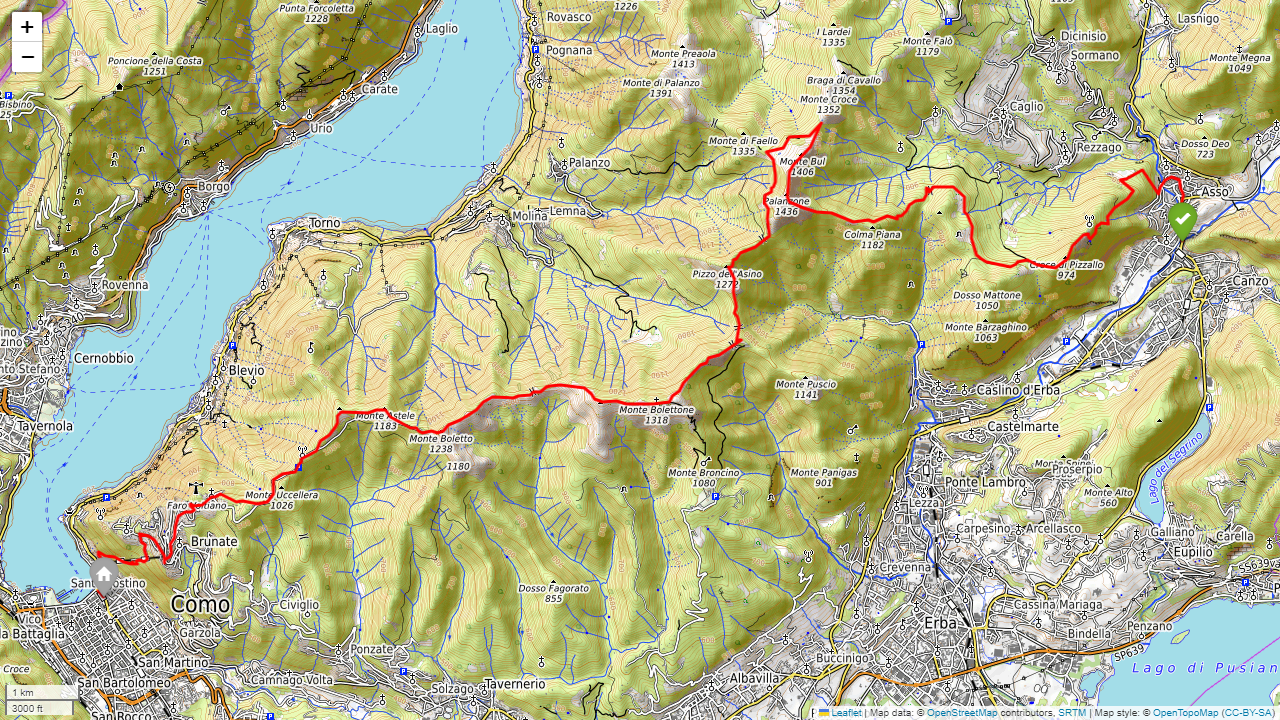 +
−
Punta Forcoletta
1228
Laglio
Rovasco
1226
Lasnigo
Pognana
I Lardei
1335
Monte Falò
1179
Dicinisio
Sormano
Poncione della Costa
1251
Monte Preaola
1413
Monte Megna
1049
Carate
Monte di Palanzo
1391
Braga di Cavallo
1354
Monte Croce
1352
Caglio
Urio
Monte di Faello
1335
Rezzago
Dosso Deo
723
Palanzo
Monte Bul
1406
Borgo
Asso
Palanzone
1436
Torno
Molina
Lemna
Colma Piana
1182
Croce di Pizzallo
974
Pizzo dell'Asino
1272
Rovenna
Canzo
Dosso Mattone
1050
Monte Barzaghino
1063
Cernobbio
Blevio
Monte Puscio
1141
Caslino d'Erba
Tavernola
Monte Astele
1183
Monte Bolettone
1318
Castelmarte
Monte Boletto
1238
1180
Monte Broncino
1080
Monte Panigas
901
Proserpio
Lago del Segrino
Ponte Lambro
Monte Alto
560
Monte Uccellera
1026
Lezza
Carpesino
Arcellasco
Galliano
Carella
Brunate
Eupilio
Crevenna
SS639
Dosso Fagorato
855
Como
Civiglio
Cassina Mariaga
Vico
Erba
Penzano
Garzola
Bindella
Ponzate
Buccinigo
SP639
San Martino
Croce
Camnago Volta
Lago di Pusian
San Bartolomeo
Solzago
Tavernerio
Albavilla
1 km
3000 ft
San Rocco
Leaflet | Map data: © OpenStreetMap contributors, SRTM | Map style: © OpenTopoMap (CC-BY-SA)